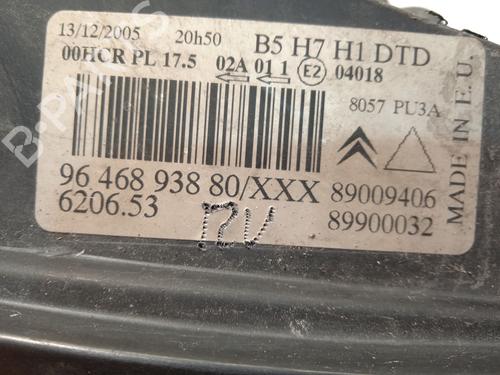 13/12/2005 20h50 B5 H7 H1 DTD
00HCR PL 17.5 02A 01 1 E2 04018
8057 PU3A
MADE IN E.U.
96 468 938 80/XXX 89009406
6206.53 89900032
B-PARTS